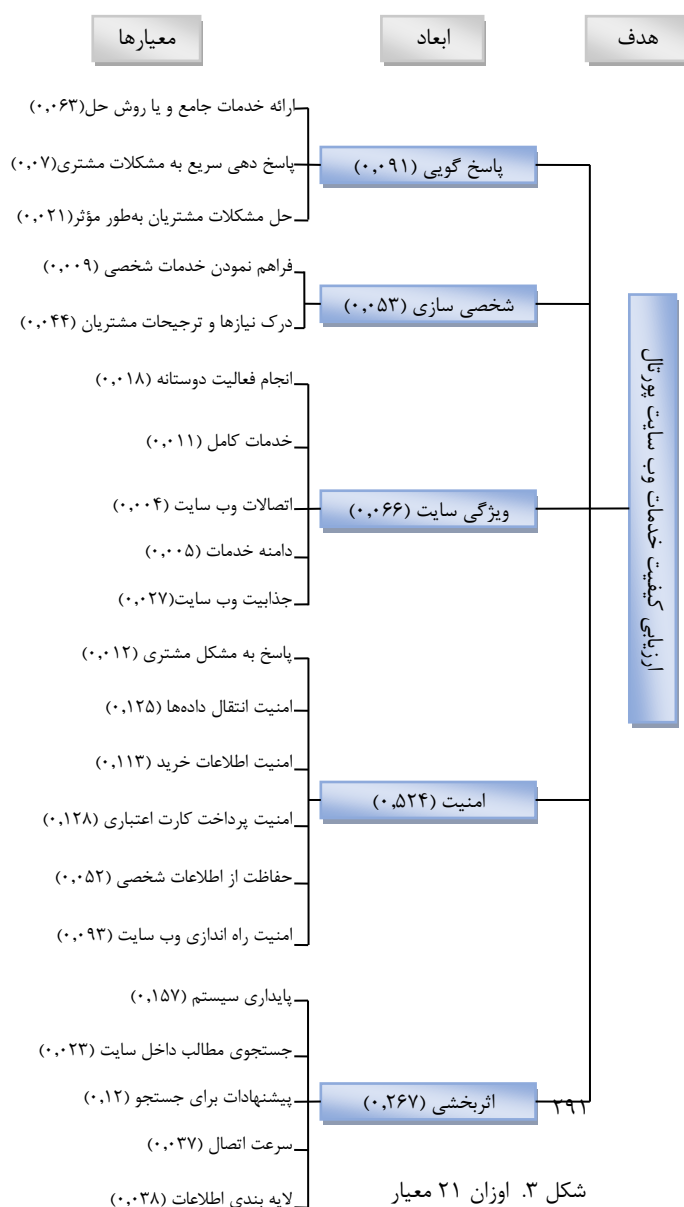 هدف
ابعاد
معیارها
ارزیابی کیفیت خدمات وب سایت پورتال
پاسخ گویی (۰,۰۹۱)
ارائه خدمات جامع و یا روش حل(۰,۰۶۳)
پاسخ دهی سریع به مشکلات مشتری(۰,۰۷)
حل مشکلات مشتریان به‌طور مؤثر(۰,۰۲۱)
شخصی سازی (۰,۰۵۳)
فراهم نمودن خدمات شخصی (۰,۰۰۹)
درک نیازها و ترجیحات مشتریان (۰,۰۴۴)
ویژگی سایت (۰,۰۶۶)
انجام فعالیت دوستانه (۰,۰۱۸)
خدمات کامل (۰,۰۱۱)
اتصالات وب سایت (۰,۰۰۴)
دامنه خدمات (۰,۰۰۵)
جذابیت وب سایت(۰,۰۲۷)
امنیت (۰,۵۲۴)
پاسخ به مشکل مشتری (۰,۰۱۲)
امنیت انتقال داده‌ها (۰,۱۲۵)
امنیت اطلاعات خرید (۰,۱۱۳)
امنیت پرداخت کارت اعتباری (۰,۱۲۸)
حفاظت از اطلاعات شخصی (۰,۰۵۲)
امنیت راه اندازی وب سایت (۰,۰۹۳)
اثربخشی (۰,۲۶۷)
پایداری سیستم (۰,۱۵۷)
جستجوی مطالب داخل سایت (۰,۰۲۳)
پیشنهادات برای جستجو (۰,۱۲)
سرعت اتصال (۰,۰۳۷)
لایه بندی اطلاعات (۰,۰۳۸)
۲۹۱
شکل ۳. اوزان ۲۱ معیار